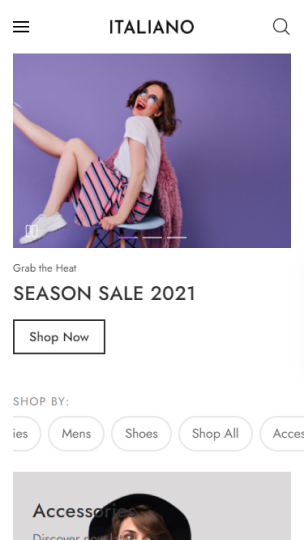 ITALIANO
Grab the Heat
SEASON SALE 2021
Shop Now
SHOP BY:
ies Mens Shoes Shop All Acces
Accessories
Discover